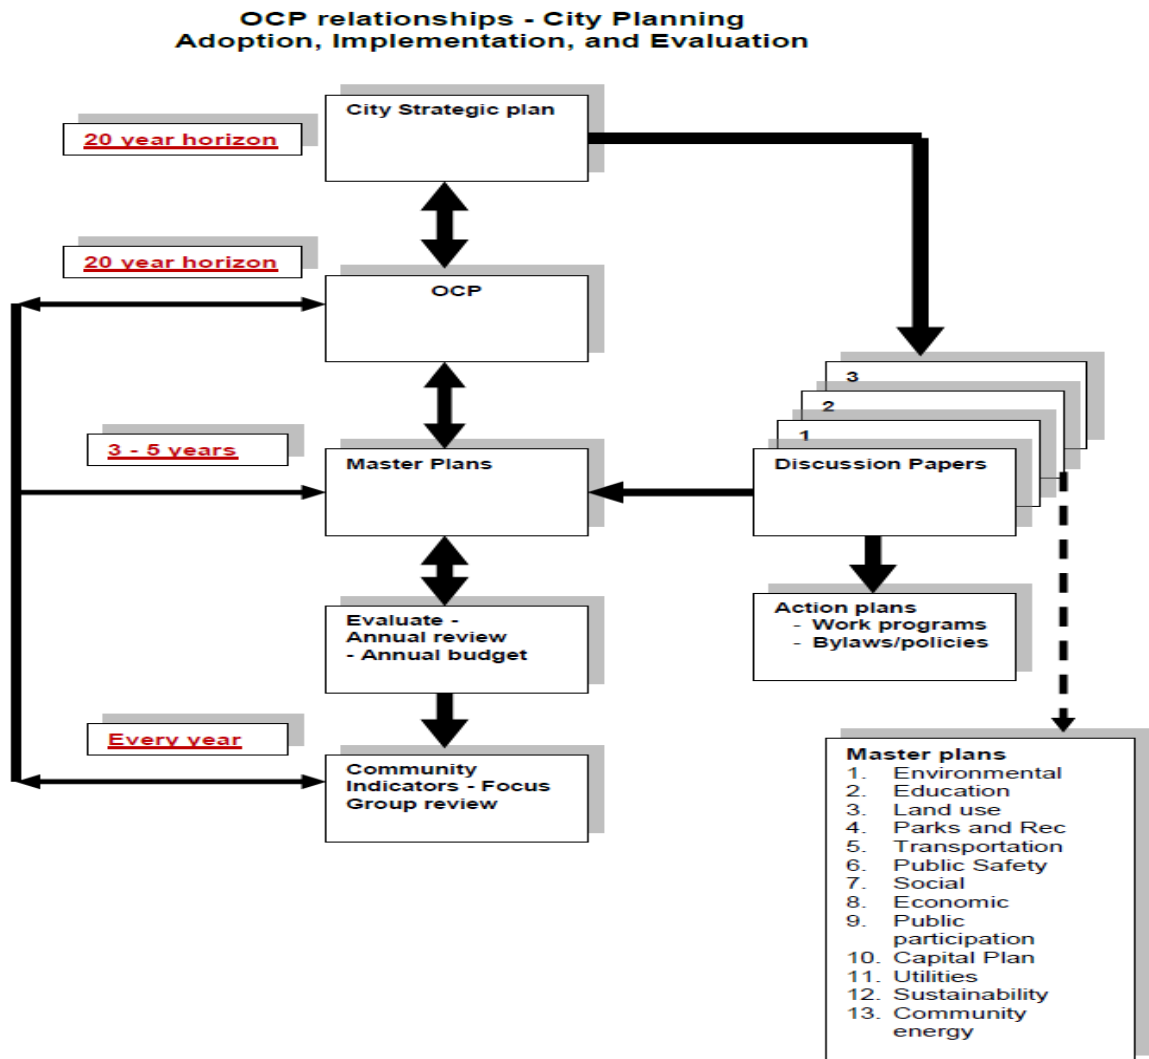 OCP relationships - City Planning
Adoption, Implementation, and Evaluation
City Strategic plan
20 year horizon
20 year horizon
OCP
3
2
1
3 - 5 years
Master Plans
Discussion Papers
Evaluate -
Annual review
- Annual budget
Action plans
- Work programs
- Bylaws/policies
Every year
Community
Indicators - Focus
Group review
Master plans
1. Environmental
2. Education
3. Land use
4. Parks and Rec
5. Transportation
6. Public Safety
7. Social
8. Economic
9. Public
participation
10. Capital Plan
11. Utilities
12. Sustainability
13. Community
energy